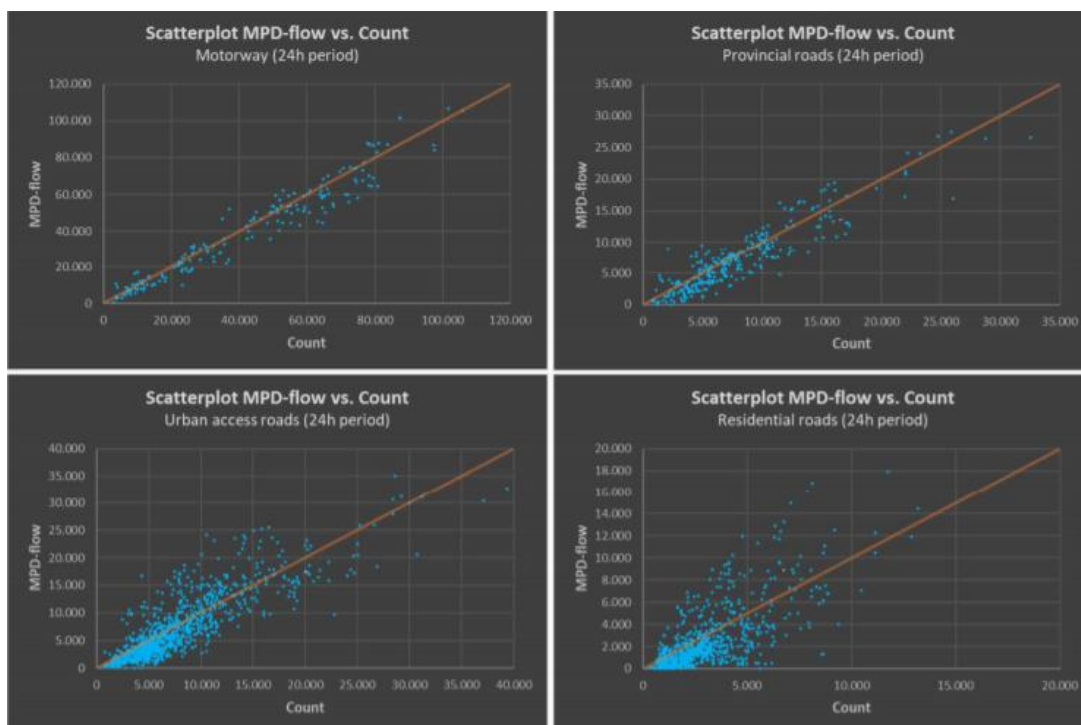 Scatterplot MPD-flow vs. Count
Motorway (24h period)
120.000
100.000
80.000
60.000
40.000
20.000
0
MPD-flow
0 20.000 40.000 60.000 80.000 100.000 120.000
Count
Scatterplot MPD-flow vs. Count
Provincial roads (24h period)
35.000
30.000
25.000
20.000
15.000
10.000
5.000
0
MPD-flow
0 5.000 10.000 15.000 20.000 25.000 30.000 35.000
Count
Scatterplot MPD-flow vs. Count
Urban access roads (24h period)
40.000
35.000
30.000
25.000
20.000
15.000
10.000
5.000
0
MPD-flow
0 5.000 10.000 15.000 20.000 25.000 30.000 35.000 40.000
Count
Scatterplot MPD-flow vs. Count
Residential roads (24h period)
20.000
18.000
16.000
14.000
12.000
10.000
8.000
6.000
4.000
2.000
0
MPD-flow
0 5.000 10.000 15.000 20.000
Count